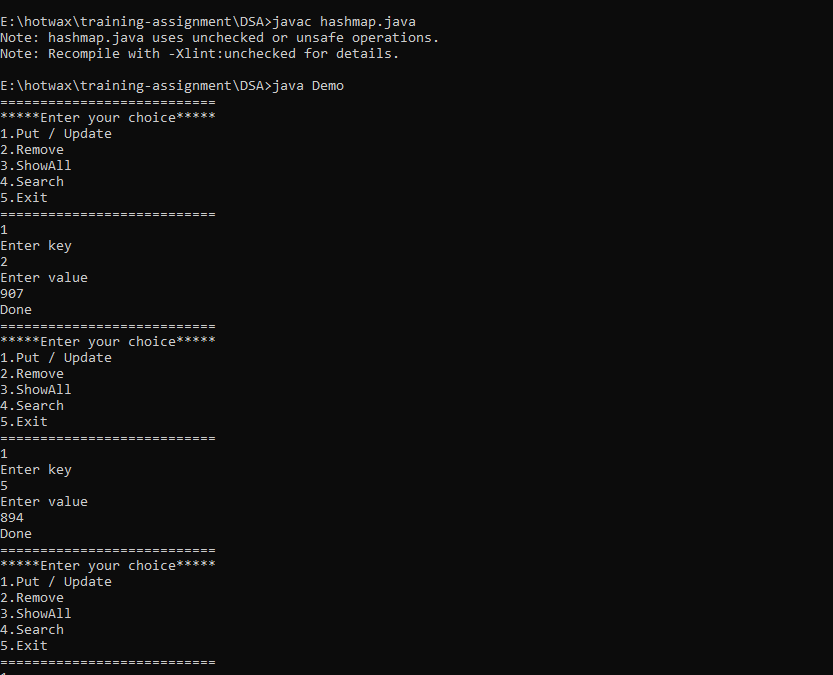 E:\hotwax\training-assignment\DSA>javac hashmap.java
Note: hashmap.java uses unchecked or unsafe operations.
Note: Recompile with -Xlint:unchecked for details.
E:\hotwax\training-assignment\DSA>java Demo
===========================
*****Enter your choice*****
1.Put / Update
2.Remove
3.ShowAll
4.Search
5.Exit
===========================
1
Enter key
2
Enter value
907
Done
===========================
*****Enter your choice*****
1.Put / Update
2.Remove
3.ShowAll
4.Search
5.Exit
===========================
1
Enter key
5
Enter value
894
Done
===========================
*****Enter your choice*****
1.Put / Update
2.Remove
3.ShowAll
4.Search
5.Exit
===========================